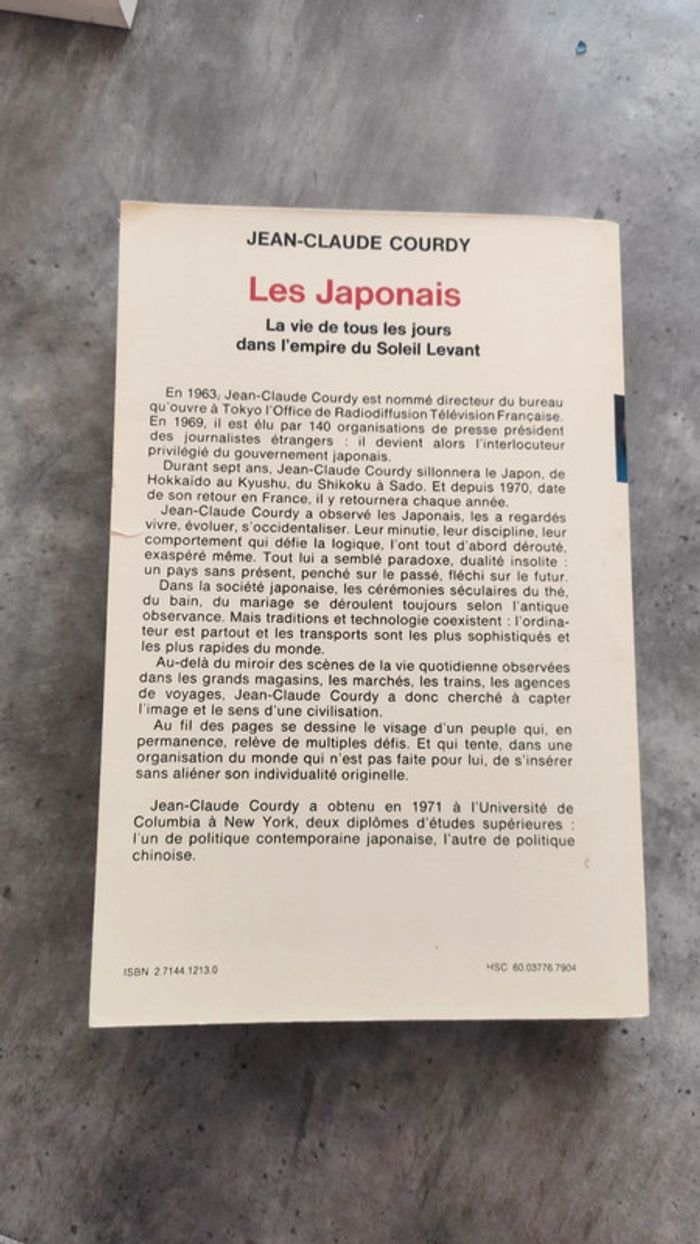 JEAN-CLAUDE COURDY
Les Japonais
La vie de tous les jours
dans l'empire du Soleil Levant
En 1963, Jean-Claude Courdy est nommé directeur du bureau
qu'ouvre à Tokyo l'Office de Radiodiffusion Télévision Française.
En 1969, il est élu par 140 organisations de presse président
des journalistes étrangers : il devient alors l'interlocuteur
privilégié du gouvernement japonais.
Durant sept ans, Jean-Claude Courdy sillonnera le Japon, de
Hokkaïdo au Kyushu, du Shikoku à Sado. Et depuis 1970, date
de son retour en France, il y retournera chaque année.
Jean-Claude Courdy a observé les Japonais, les a regardés
vivre, évoluer, s'occidentaliser. Leur minutie, leur discipline, leur
comportement qui défie la logique, l'ont tout d'abord dérouté,
exaspéré même. Tout lui a semblé paradoxe, dualité insolite :
un pays sans présent, penché sur le passé, fléchi sur le futur.
Dans la société japonaise, les cérémonies séculaires du thé,
du bain, du mariage se déroulent toujours selon l'antique
observance. Mais traditions et technologie coexistent : l'ordina-
teur est partout et les transports sont les plus sophistiqués et
les plus rapides du monde.
Au-delà du miroir des scènes de la vie quotidienne observées
dans les grands magasins, les marchés, les trains, les agences
de voyages, Jean-Claude Courdy a donc cherché à capter
l'image et le sens d'une civilisation.
Au fil des pages se dessine le visage d'un peuple qui, en
permanence, relève de multiples défis. Et qui tente, dans une
organisation du monde qui n'est pas faite pour lui, de s'insérer
sans aliéner son individualité originelle.
Jean-Claude Courdy a obtenu en 1971 à l'Université de
Columbia à New York, deux diplômes d'études supérieures :
l'un de politique contemporaine japonaise, l'autre de politique
chinoise.
ISBN 2.7144.1213.0
HSC 60.03776.7904